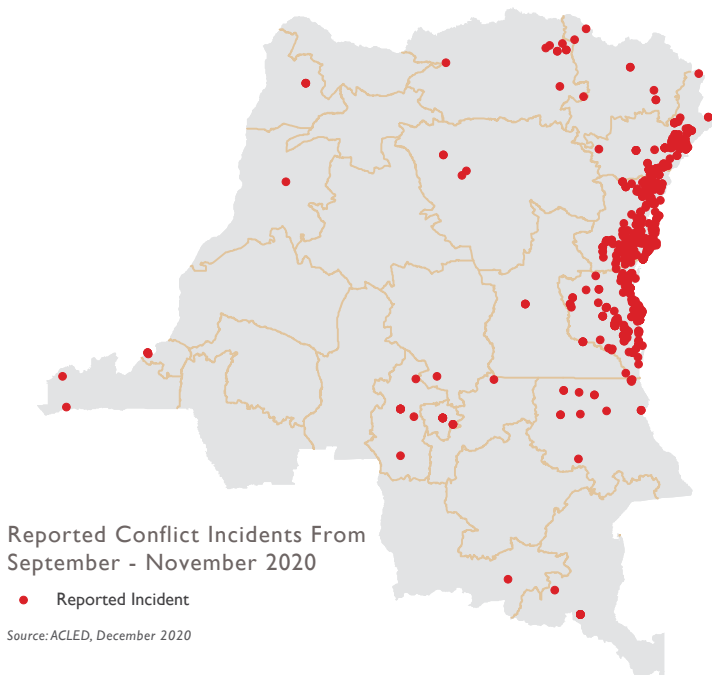 Reported Conflict Incidents From
September - November 2020
Reported Incident
Source: ACLED, December 2020